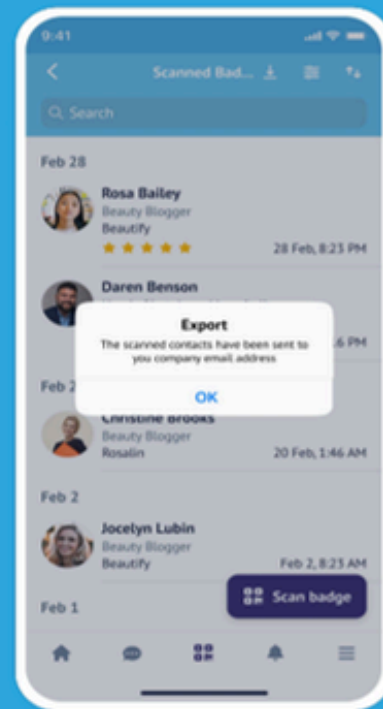 9:41
Scanned Bad...
Search
Feb 28
Rosa Bailey
Beauty Blogger
Beautify
28 Feb, 8:23 PM
Daren Benson
Export
The scanned contacts have been sent to
you company email address
OK
Feb 2
Christine Brooks
Beauty Blogger
Rosalin
20 Feb, 1:46 AM
Feb 2
Jocelyn Lubin
Beauty Blogger
Beautify
Feb 2, 8:23 AM
Scan badge
Feb 1